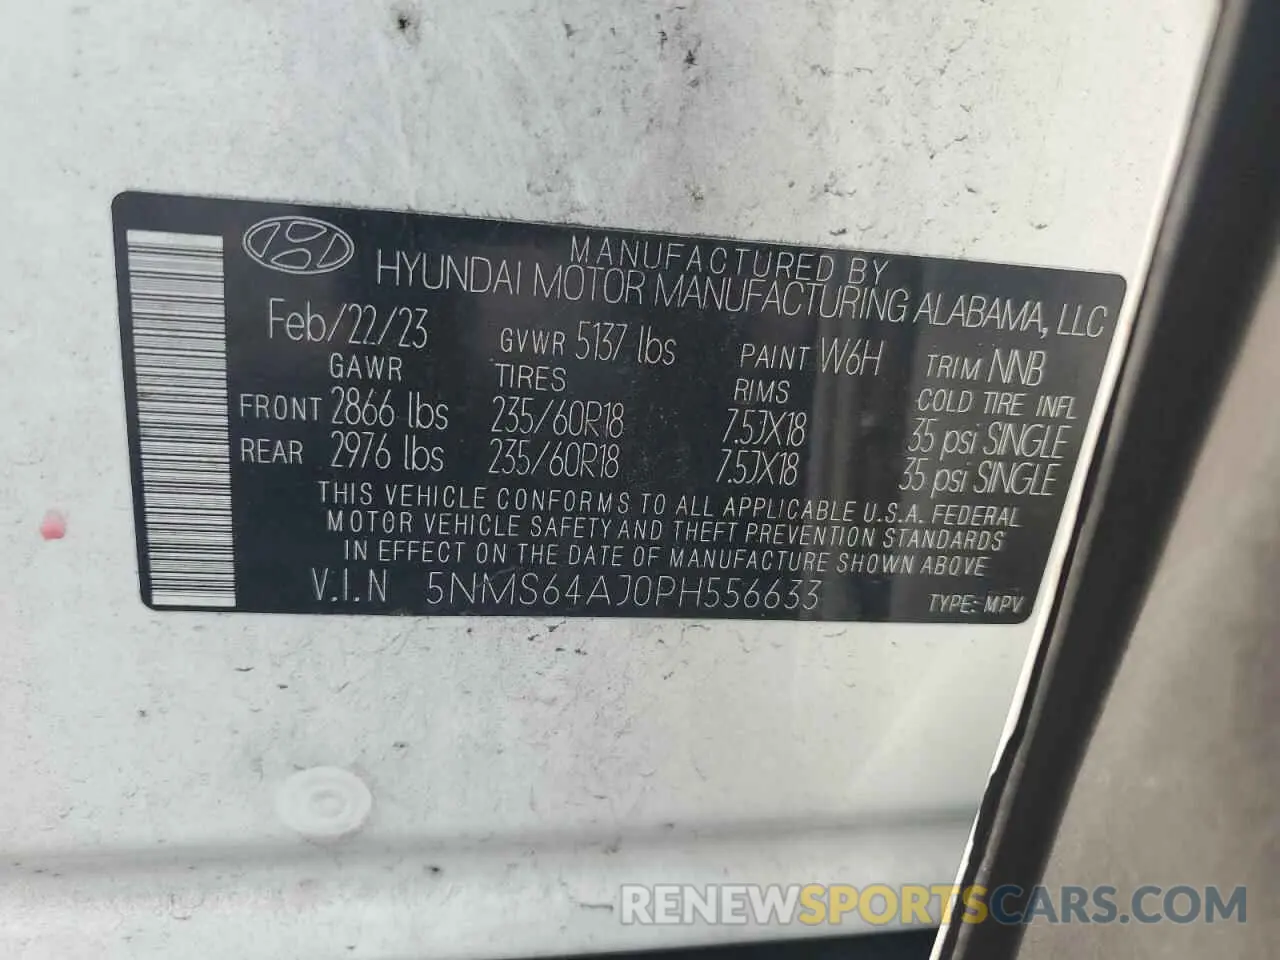 MANUFACTURED BY
HYUNDAI MOTOR MANUFACTURING ALABAMA, LLC
Feb/22/23 GVWR 5137 lbs PAINT W6H TRIM NNB
GAWR TIRES RIMS COLD TIRE INFL
FRONT 2866 lbs 235/60R18 7.5JX18 35 psi SINGLE
REAR 2976 lbs 235/60R18 7.5JX18 35 psi SINGLE
THIS VEHICLE CONFORMS TO ALL APPLICABLE U.S.A. FEDERAL
MOTOR VEHICLE SAFETY AND THEFT PREVENTION STANDARDS
IN EFFECT ON THE DATE OF MANUFACTURE SHOWN ABOVE
V.I.N 5NMS64AJ0PH556633 TYPE: MPV
RENEWSPORTSCARS.COM